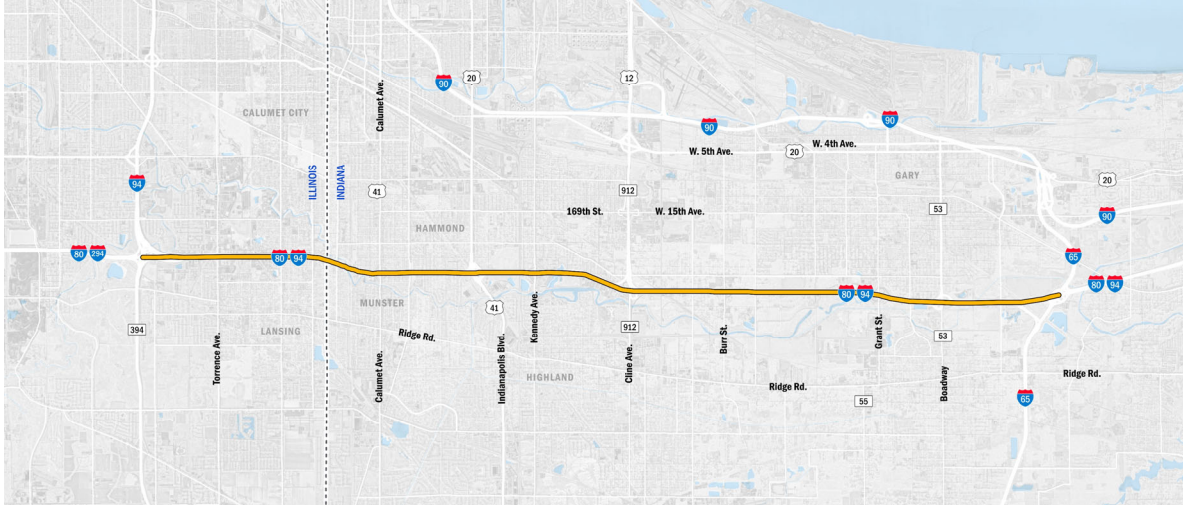 90
20
12
Calumet Ave.
CALUMET CITY
90
90
W. 5th Ave.
20
W. 4th Ave.
ILLINOIS
INDIANA
94
41
912
GARY
20
169th St.
W. 15th Ave.
53
90
HAMMOND
80
294
80
94
65
80
94
80
94
MUNSTER
41
Kennedy Ave.
394
LANSING
Torrence Ave.
Ridge Rd.
Calumet Ave.
Indianapolis Blvd.
912
Cline Ave.
Burr St.
Grant St.
53
HIGHLAND
Ridge Rd.
Boadway
Ridge Rd.
55
65